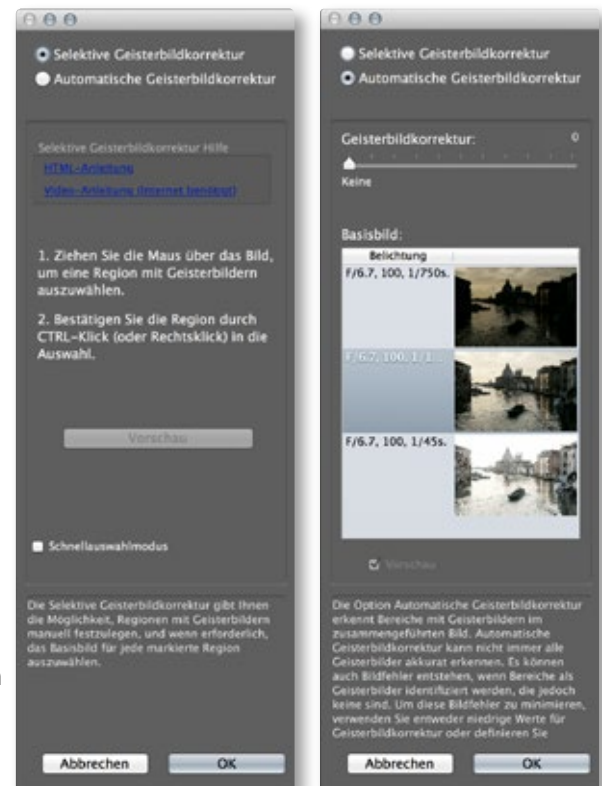 Selektive Geisterbildkorrektur
Automatische Geisterbildkorrektur
Selektive Geisterbildkorrektur Hilfe
HTML-Anleitung
Video-Anleitung (Internet benötigt)
1. Ziehen Sie die Maus über das Bild,
um eine Region mit Geisterbildern
auszuwählen.
2. Bestätigen Sie die Region durch
CTRL-Klick (oder Rechtsklick) in die
Auswahl.
Vorschau
Schnellauswahlmodus
Die Selektive Geisterbildkorrektur gibt Ihnen
die Möglichkeit, Regionen mit Geisterbildern
manuell festzulegen, und wenn erforderlich,
das Basisbild für jede markierte Region
auszuwählen.
Abbrechen OK
Selektive Geisterbildkorrektur
Automatische Geisterbildkorrektur
Geisterbildkorrektur: 0
Keine
Basisbild:
Belichtung
F/6.7, 100, 1/750s.
F/6.7, 100, 1/1...
F/6.7, 100, 1/45s.
Vorschau
Die Option Automatische Geisterbildkorrektur
erkennt Bereiche mit Geisterbildern im
zusammengeführten Bild. Automatische
Geisterbildkorrektur kann nicht immer alle
Geisterbilder akkurat erkennen. Es können
auch Bildfehler entstehen, wenn Bereiche als
Geisterbilder identifiziert werden, die jedoch
keine sind. Um diese Bildfehler zu minimieren,
verwenden Sie entweder niedrige Werte für
Geisterbildkorrektur oder definieren Sie
Abbrechen OK